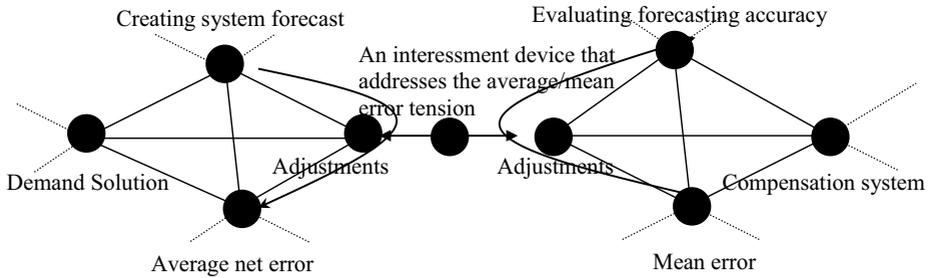 Creating system forecast
Evaluating forecasting accuracy
An interessment device that
addresses the average/mean
error tension
Adjustments
Adjustments
Demand Solution
Compensation system
Average net error
Mean error